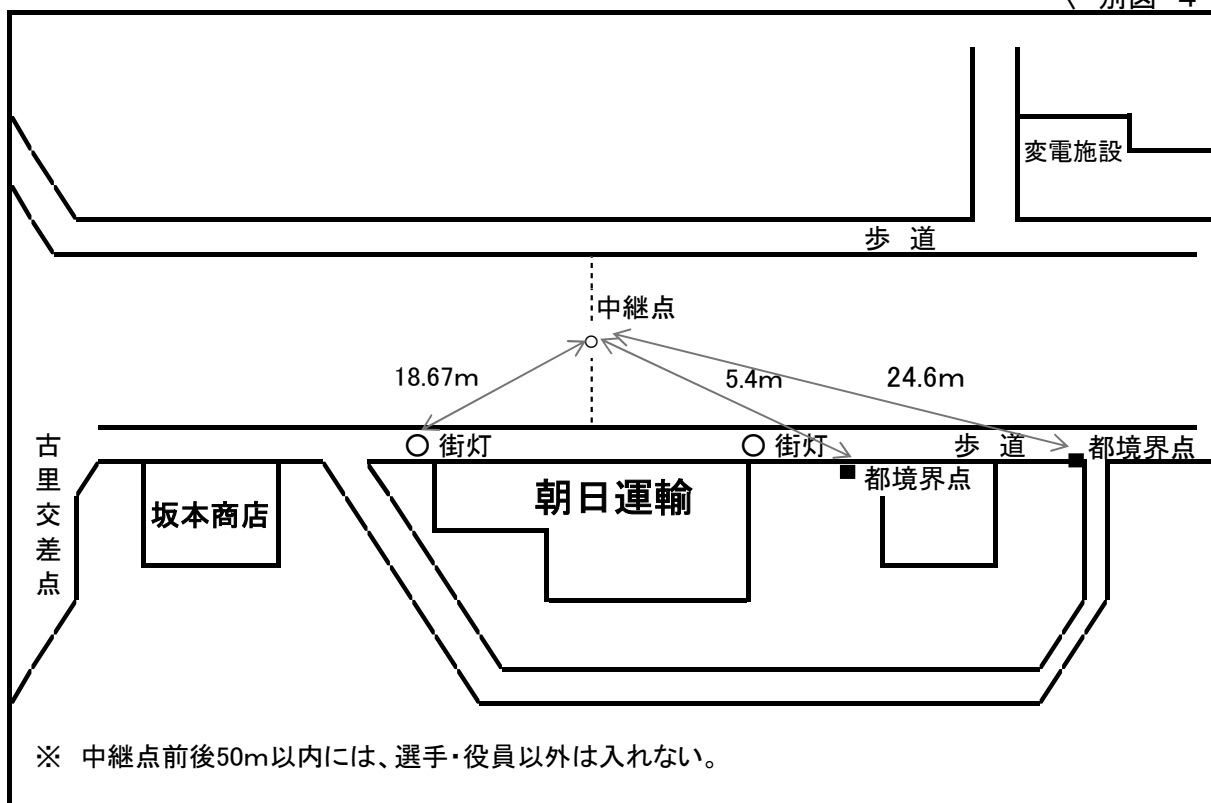 別図 4
変電施設
歩 道
中継点
18.67m
5.4m
24.6m
街灯
街灯
歩 道
都境界点
都境界点
古里交差点
坂本商店
朝日運輸
※ 中継点前後50m以内には、選手・役員以外は入れない。